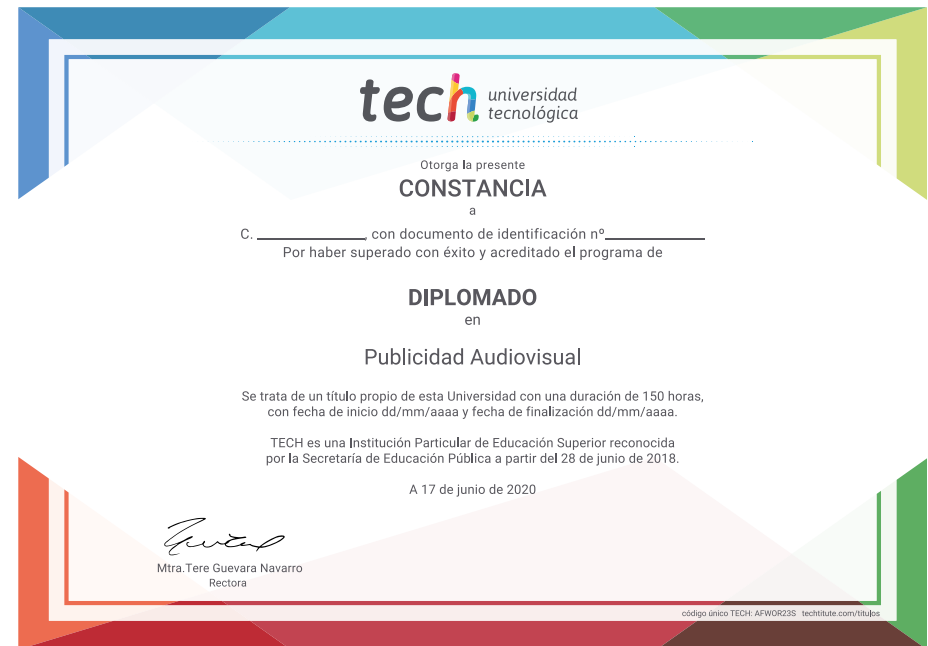 tech universidad
tecnológica
Otorga la presente
CONSTANCIA
a
C. ______________, con documento de identificación nº_____________
Por haber superado con éxito y acreditado el programa de
DIPLOMADO
en
Publicidad Audiovisual
Se trata de un título propio de esta Universidad con una duración de 150 horas,
con fecha de inicio dd/mm/aaaa y fecha de finalización dd/mm/aaaa.
TECH es una Institución Particular de Educación Superior reconocida
por la Secretaría de Educación Pública a partir del 28 de junio de 2018.
A 17 de junio de 2020
Mtra.Tere Guevara Navarro
Rectora
código único TECH: AFWOR23S techtitute.com/titulos